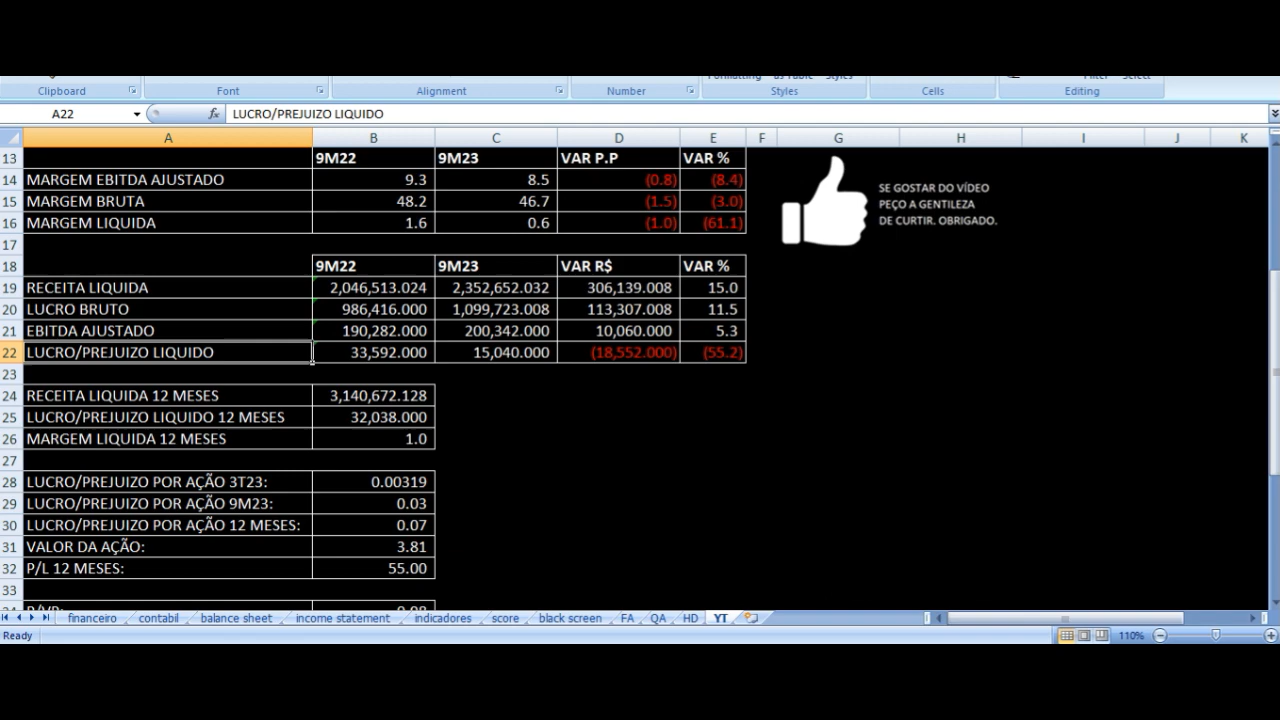 Clipboard Font Alignment Number Styles Cells Editing
A22 fx LUCRO/PREJUIZO LIQUIDO
A B C D E F G H I J K
13 9M22 9M23 VAR P.P VAR %
14 MARGEM EBITDA AJUSTADO 9.3 8.5 (0.8) (8.4)
15 MARGEM BRUTA 48.2 46.7 (1.5) (3.0)
16 MARGEM LIQUIDA 1.6 0.6 (1.0) (61.1)
SE GOSTAR DO VÍDEO
PEÇO A GENTILEZA
DE CURTIR. OBRIGADO.
17
18 9M22 9M23 VAR R$ VAR %
19 RECEITA LIQUIDA 2,046,513.024 2,352,652.032 306,139.008 15.0
20 LUCRO BRUTO 986,416.000 1,099,723.008 113,307.008 11.5
21 EBITDA AJUSTADO 190,282.000 200,342.000 10,060.000 5.3
22 LUCRO/PREJUIZO LIQUIDO 33,592.000 15,040.000 (18,552.000) (55.2)
23
24 RECEITA LIQUIDA 12 MESES 3,140,672.128
25 LUCRO/PREJUIZO LIQUIDO 12 MESES 32,038.000
26 MARGEM LIQUIDA 12 MESES 1.0
27
28 LUCRO/PREJUIZO POR AÇÃO 3T23: 0.00319
29 LUCRO/PREJUIZO POR AÇÃO 9M23: 0.03
30 LUCRO/PREJUIZO POR AÇÃO 12 MESES: 0.07
31 VALOR DA AÇÃO: 3.81
32 P/L 12 MESES: 55.00
33
financeiro contabil balance sheet income statement indicadores score black screen FA QA HD YT
Ready 110%